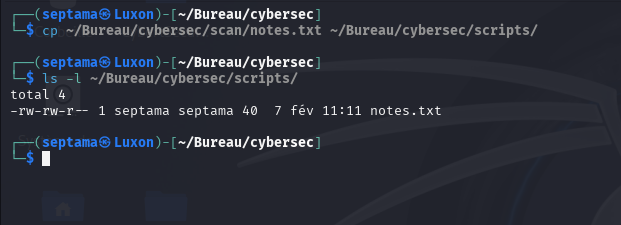 ┌──(septama㉿Luxon)-[~/Bureau/cybersec]
└─$ cp ~/Bureau/cybersec/scan/notes.txt ~/Bureau/cybersec/scripts/
┌──(septama㉿Luxon)-[~/Bureau/cybersec]
└─$ ls -l ~/Bureau/cybersec/scripts/
total 4
-rw-rw-r-- 1 septama septama 40  7 fév 11:11 notes.txt
┌──(septama㉿Luxon)-[~/Bureau/cybersec]
└─$